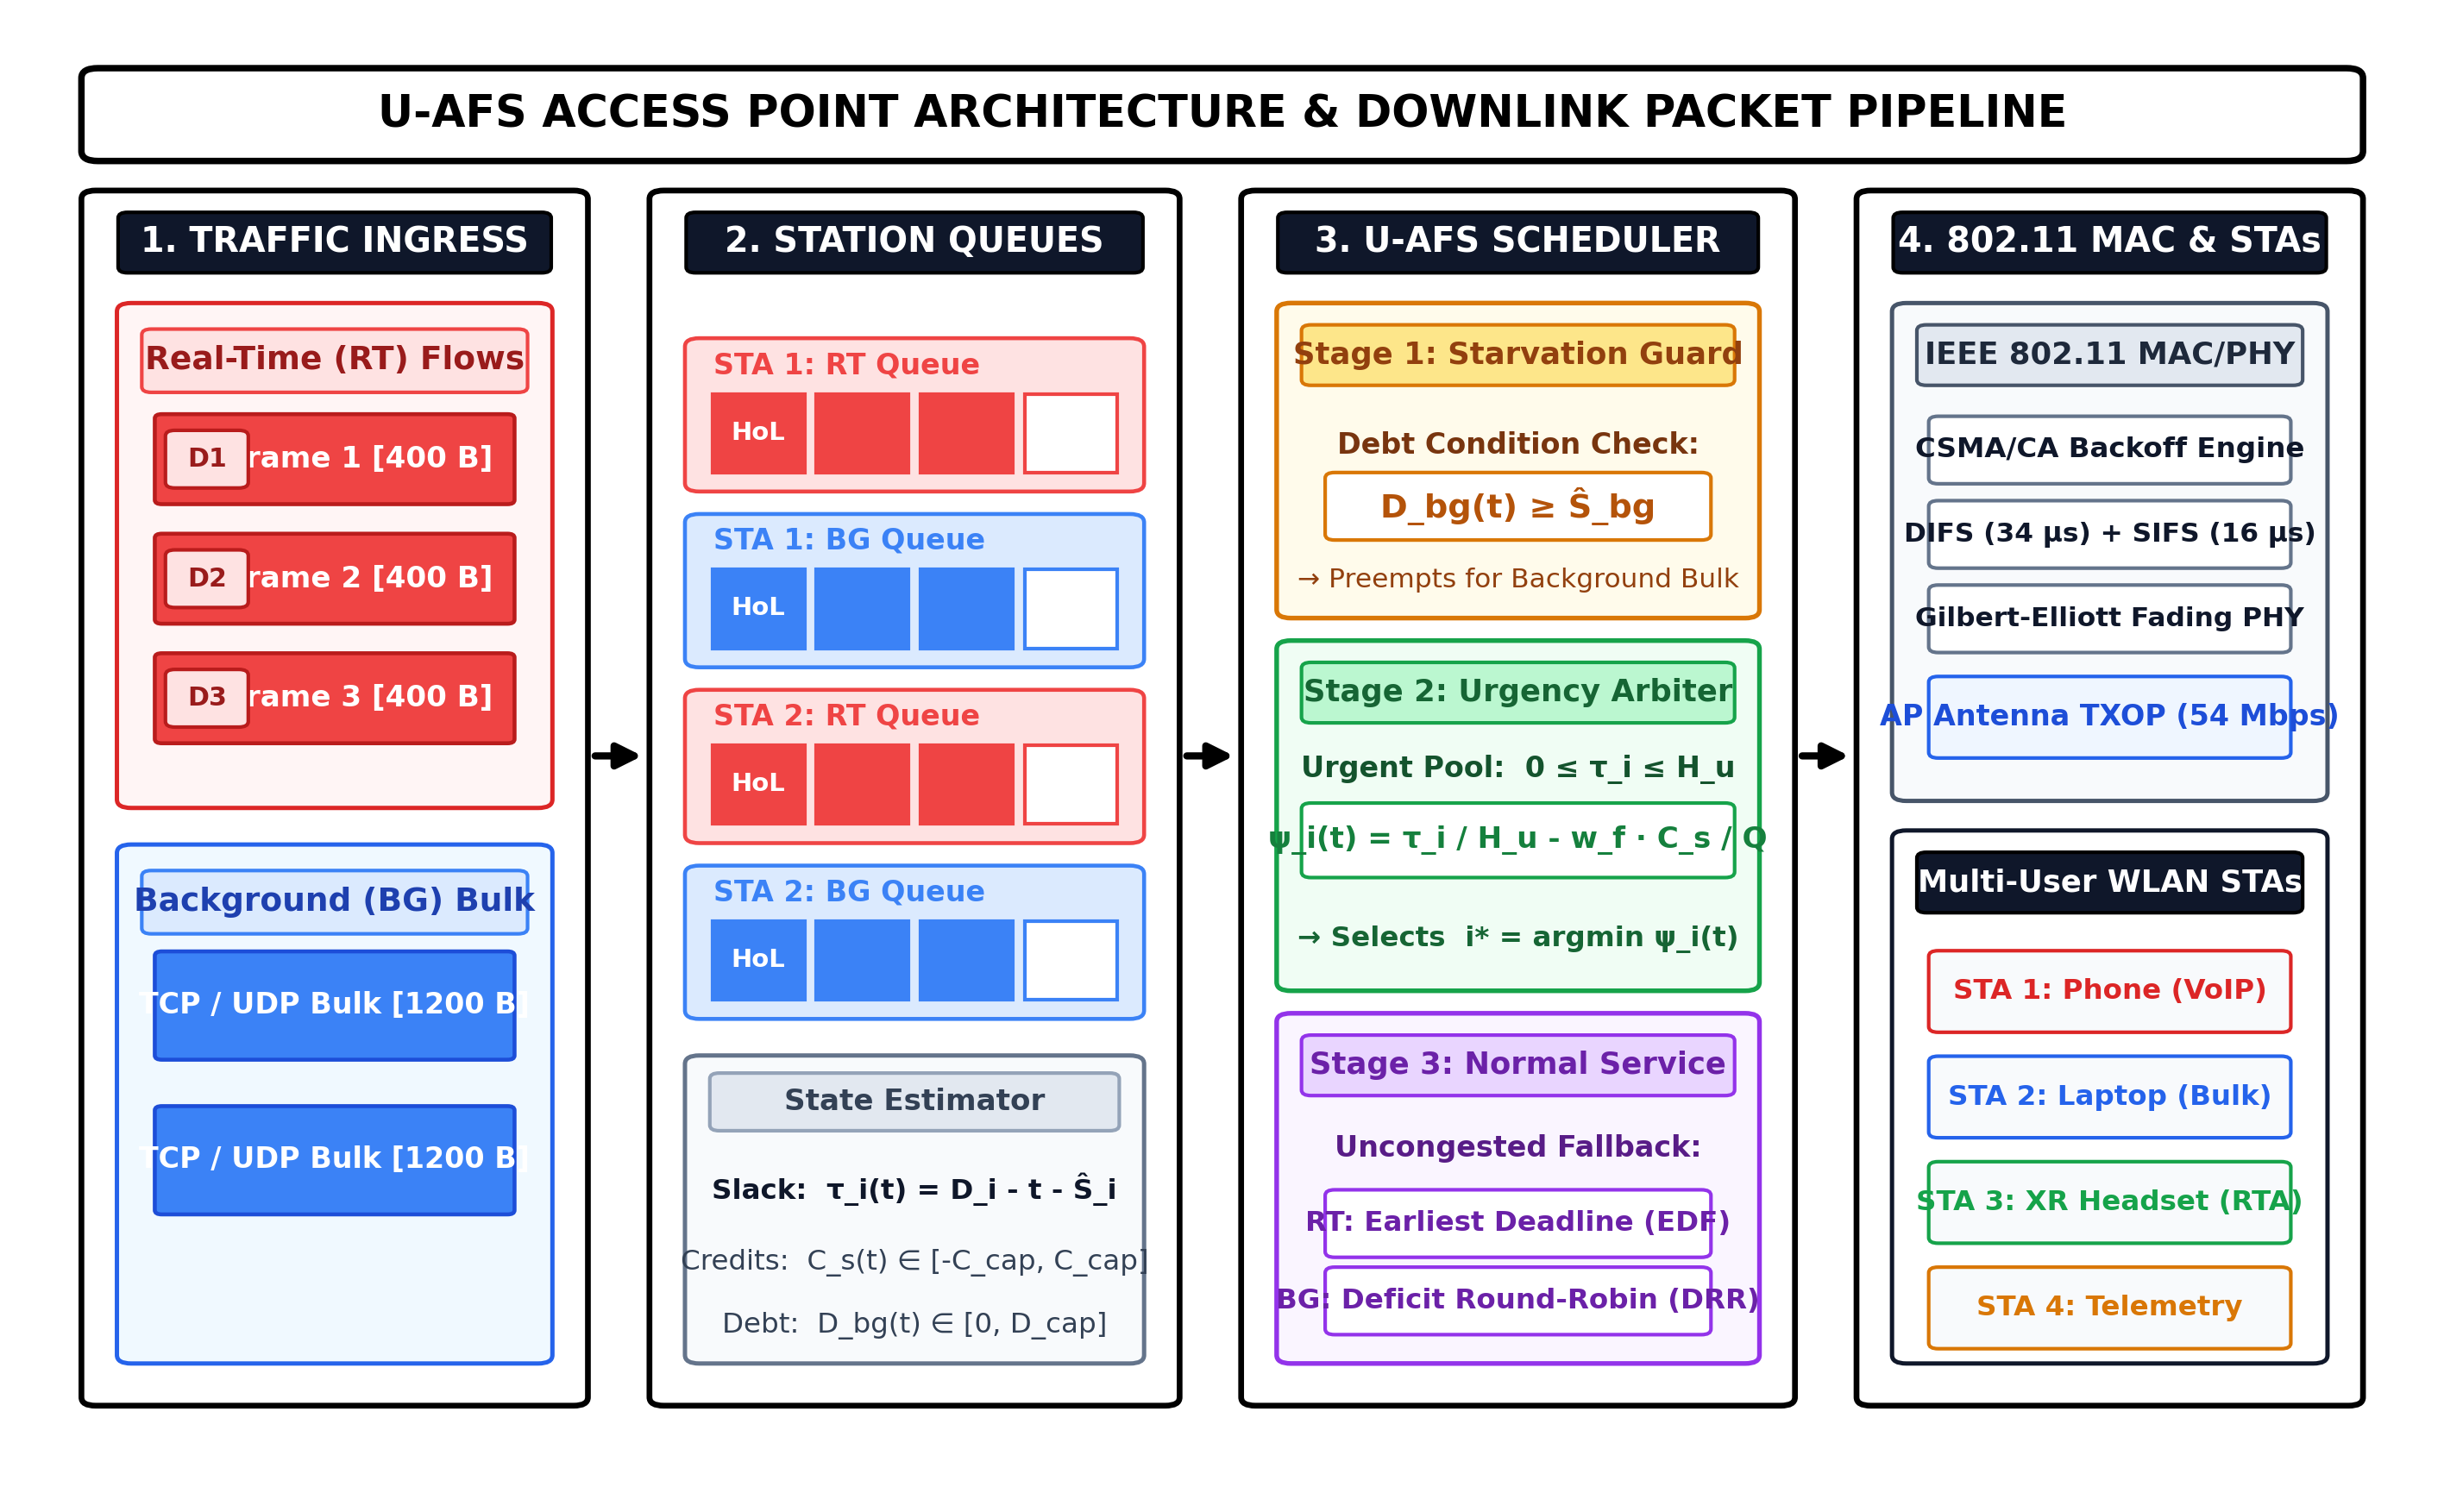 U-AFS ACCESS POINT ARCHITECTURE & DOWNLINK PACKET PIPELINE
1. TRAFFIC INGRESS
Real-Time (RT) Flows
D1 rame 1 [400 B]
D2 rame 2 [400 B]
D3 rame 3 [400 B]
Background (BG) Bulk
TCP / UDP Bulk [1200 B]
TCP / UDP Bulk [1200 B]
2. STATION QUEUES
STA 1: RT Queue
HoL
STA 1: BG Queue
HoL
STA 2: RT Queue
HoL
STA 2: BG Queue
HoL
State Estimator
Slack: τ_i(t) = D_i - t - Ŝ_i
Credits: C_s(t) ∈ [-C_cap, C_cap]
Debt: D_bg(t) ∈ [0, D_cap]
3. U-AFS SCHEDULER
Stage 1: Starvation Guard
Debt Condition Check:
D_bg(t) ≥ Ŝ_bg
→ Preempts for Background Bulk
Stage 2: Urgency Arbiter
Urgent Pool: 0 ≤ τ_i ≤ H_u
ψ_i(t) = τ_i / H_u - w_f · C_s / Q
→ Selects i* = argmin ψ_i(t)
Stage 3: Normal Service
Uncongested Fallback:
RT: Earliest Deadline (EDF)
BG: Deficit Round-Robin (DRR)
4. 802.11 MAC & STAs
IEEE 802.11 MAC/PHY
CSMA/CA Backoff Engine
DIFS (34 μs) + SIFS (16 μs)
Gilbert-Elliott Fading PHY
AP Antenna TXOP (54 Mbps)
Multi-User WLAN STAs
STA 1: Phone (VoIP)
STA 2: Laptop (Bulk)
STA 3: XR Headset (RTA)
STA 4: Telemetry